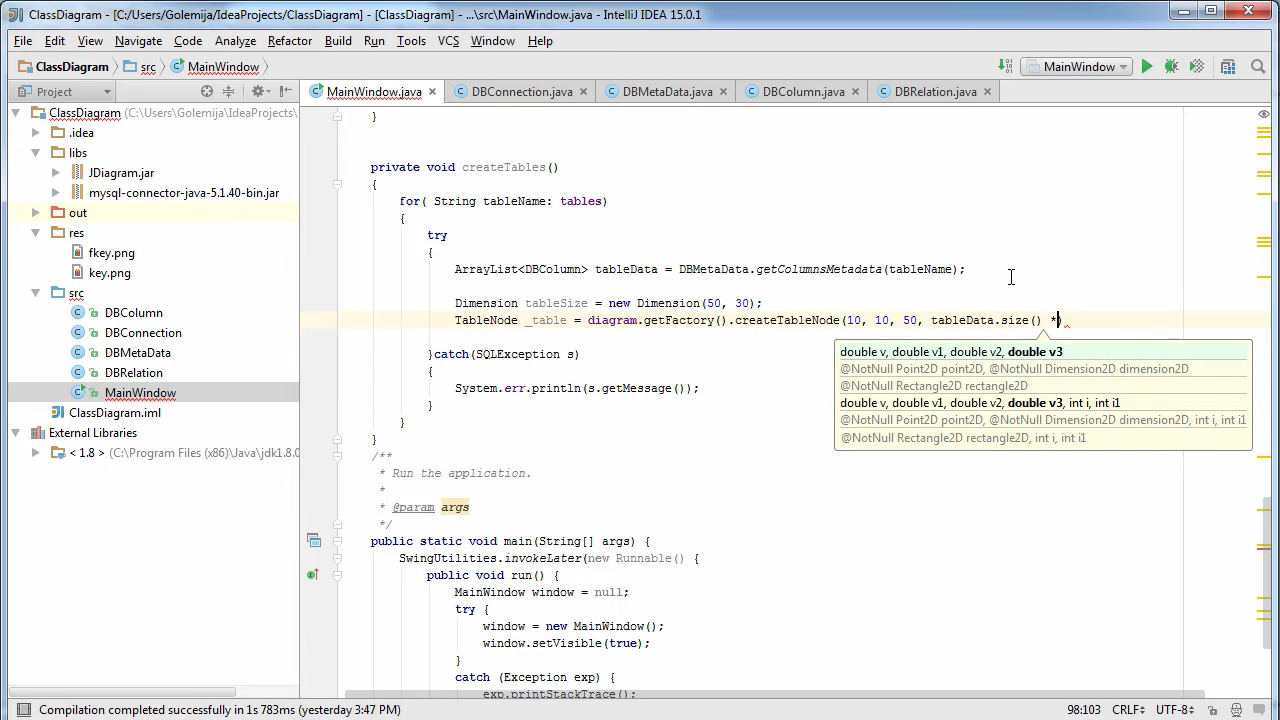 [C:/Users/Golemija/IdeaProjects/ClassDiagram] - [ClassDiagram] - ...\src\MainWindow.java - IntelliJ IDEA 15.0.1
File Edit View Navigate Code Analyze Refactor Build Run Tools VCS Window Help
ClassDiagram src MainWindow MainWindow
Project MainWindow.java DBConnection.java DBMetaData.java DBColumn.java DBRelation.java
ClassDiagram (C:\Users\Golemija\IdeaProjects\
.idea
libs
JDiagram.jar
mysql-connector-java-5.1.40-bin.jar
out
res
fkey.png
key.png
src
DBColumn
DBConnection
DBMetaData
DBRelation
MainWindow
ClassDiagram.iml
External Libraries
< 1.8 > (C:\Program Files (x86)\Java\jdk1.8.0
}
private void createTables()
{
for( String tableName: tables)
{
try
{
ArrayList<DBColumn> tableData = DBMetaData.getColumnsMetadata(tableName);
Dimension tableSize = new Dimension(50, 30);
TableNode _table = diagram.getFactory().createTableNode(10, 10, 50, tableData.size() *)
double v, double v1, double v2, double v3
@NotNull Point2D point2D, @NotNull Dimension2D dimension2D
@NotNull Rectangle2D rectangle2D
double v, double v1, double v2, double v3, int i, int i1
@NotNull Point2D point2D, @NotNull Dimension2D dimension2D, int i, int i1
@NotNull Rectangle2D rectangle2D, int i, int i1
}catch(SQLException s)
{
System.err.println(s.getMessage());
}
}
}
/**
* Run the application.
*
* @param args
*/
public static void main(String[] args) {
SwingUtilities.invokeLater(new Runnable() {
public void run() {
MainWindow window = null;
try {
window = new MainWindow();
window.setVisible(true);
}
catch (Exception exp) {
exp.printStackTrace();
Compilation completed successfully in 1s 783ms (yesterday 3:47 PM) 98:103 CRLF UTF-8